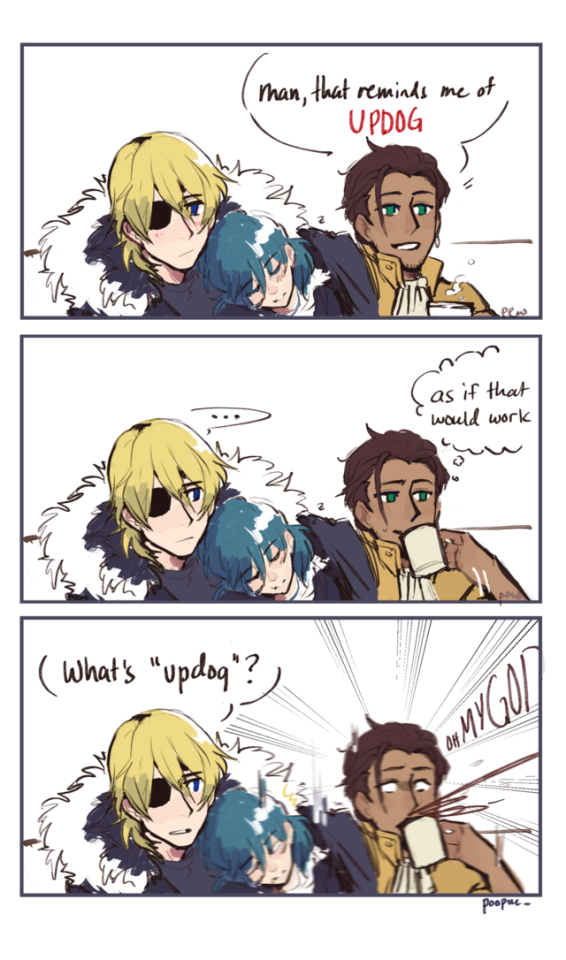 man, that reminds me of
UPDOG
...
as if that
would work
What's "updog"?
OH MY GOD